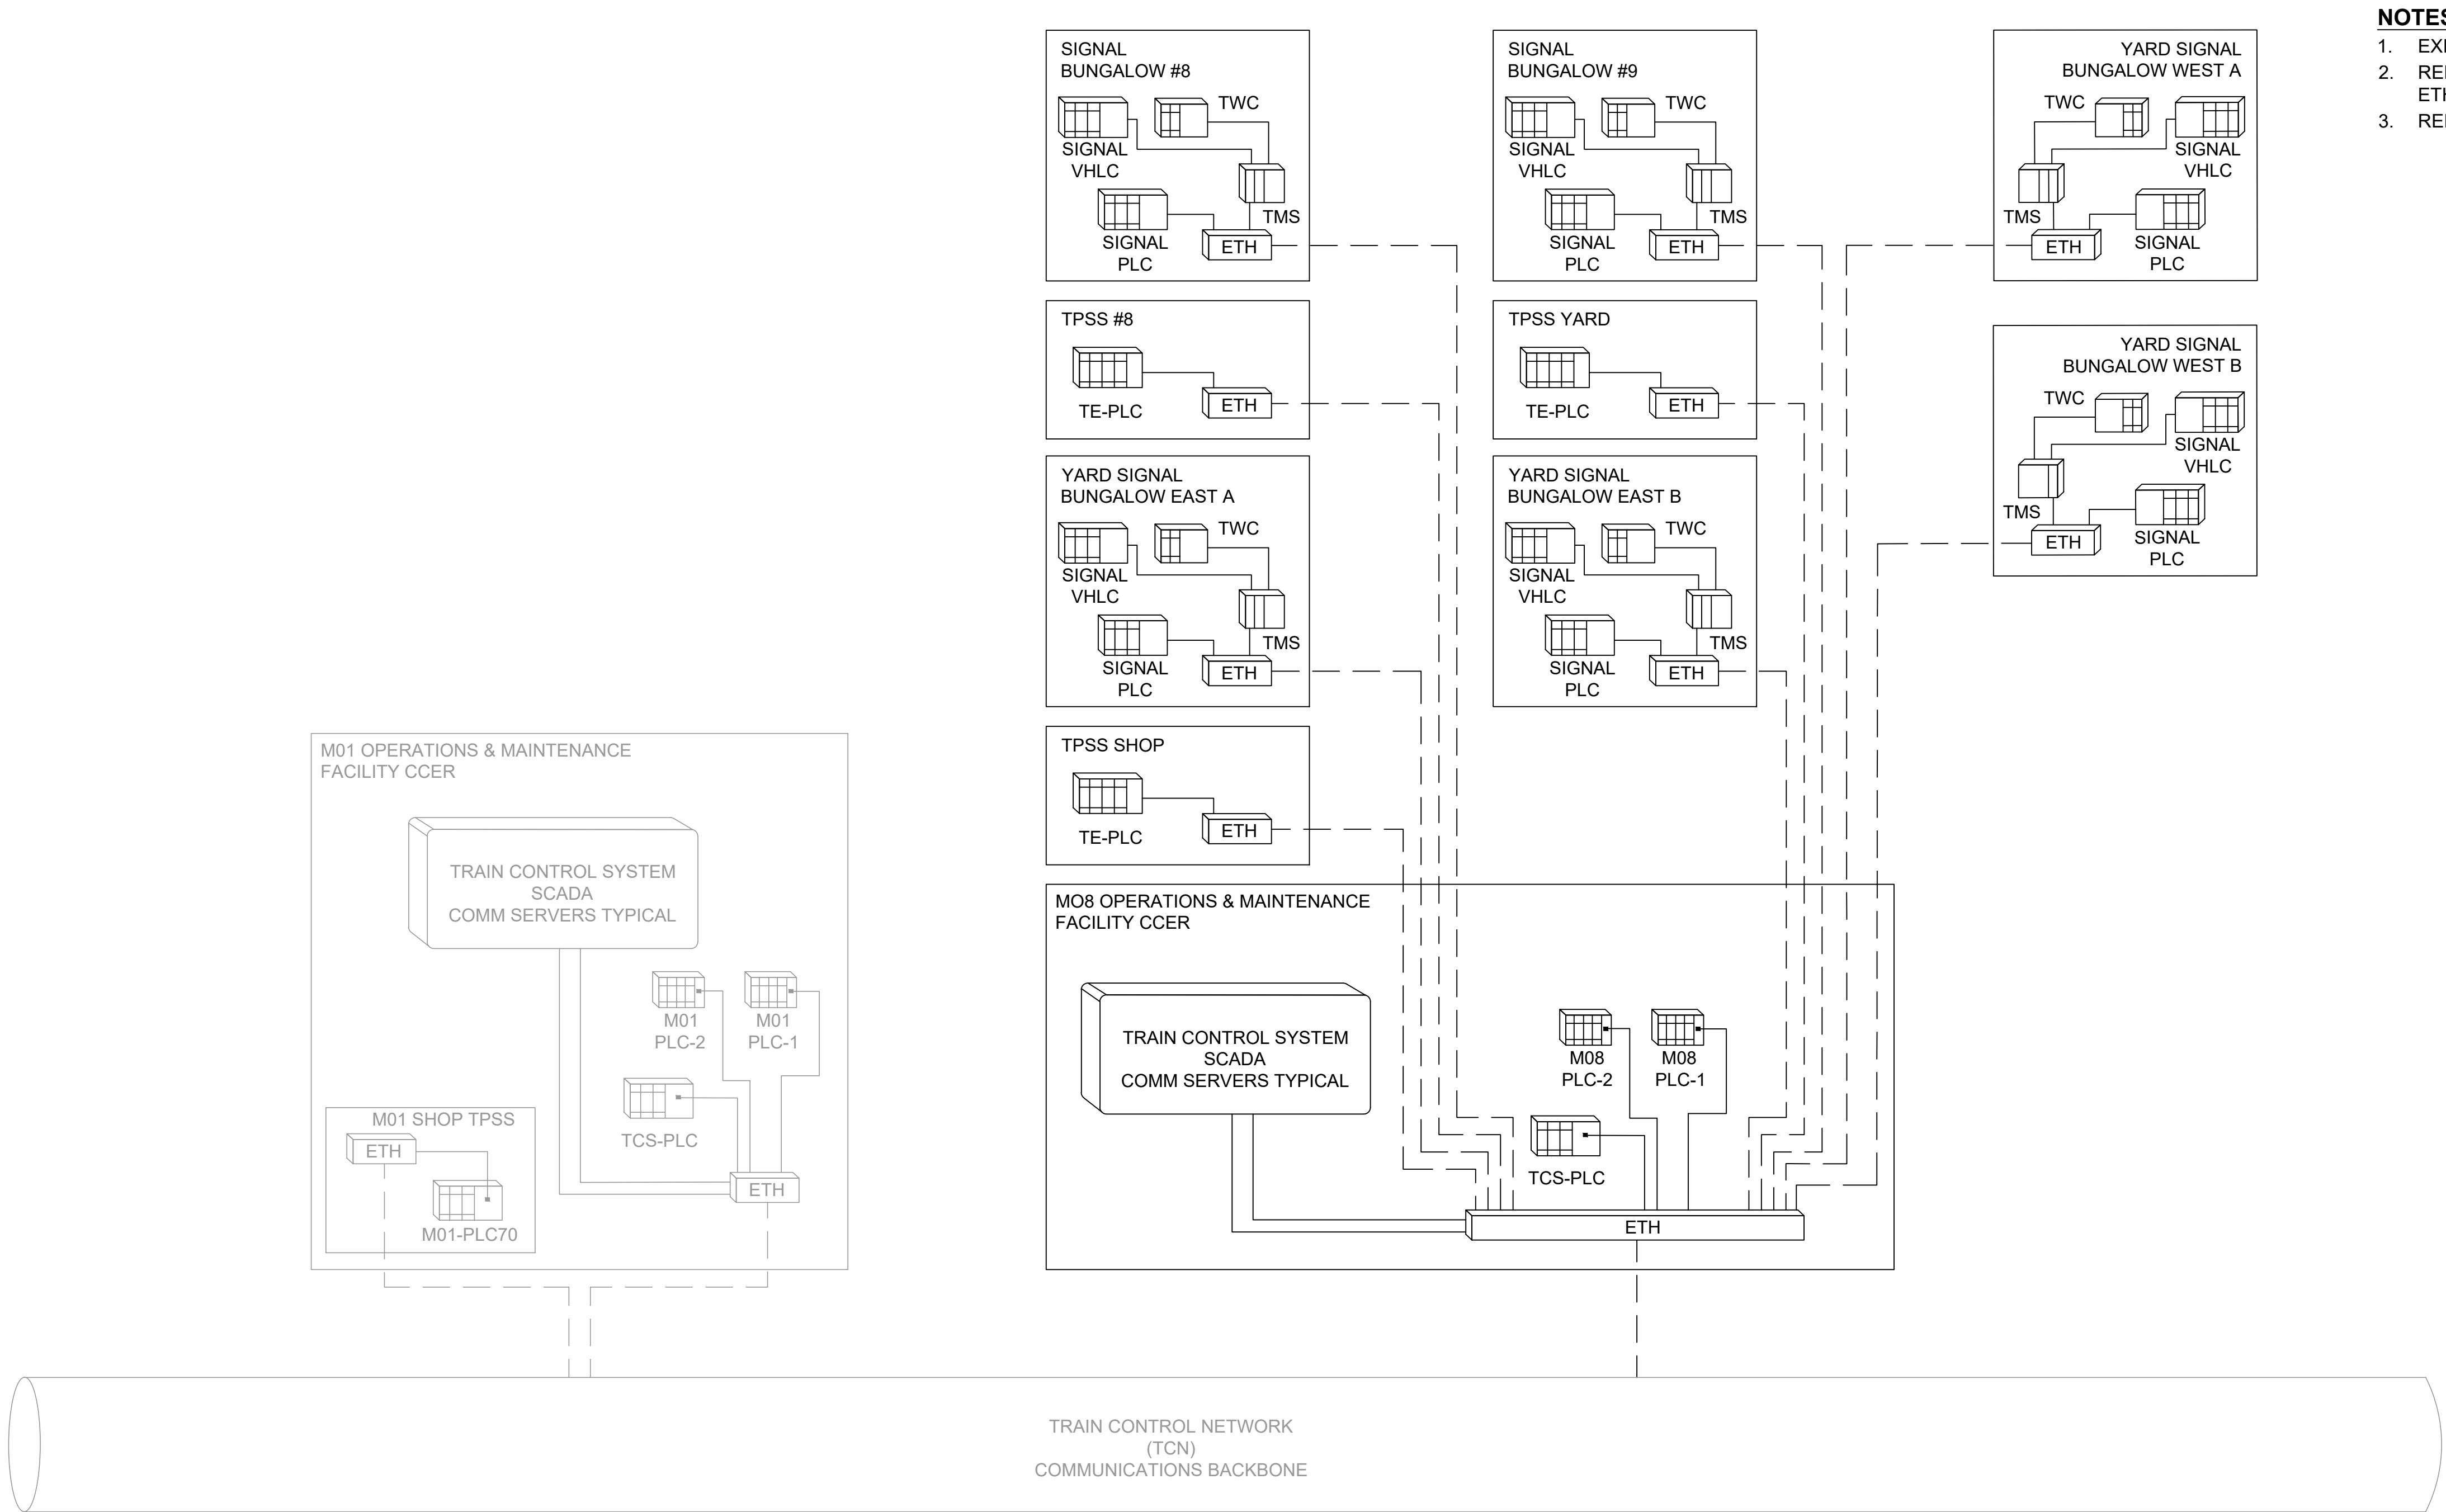 SIGNAL
BUNGALOW #8
TWC
SIGNAL
VHLC
TMS
SIGNAL
PLC
ETH
SIGNAL
BUNGALOW #9
TWC
SIGNAL
VHLC
TMS
SIGNAL
PLC
ETH
YARD SIGNAL
BUNGALOW WEST A
TWC
SIGNAL
VHLC
TMS
ETH
SIGNAL
PLC
1.
2.
3.
TPSS #8
TE-PLC
ETH
TPSS YARD
TE-PLC
ETH
YARD SIGNAL
BUNGALOW WEST B
TWC
SIGNAL
VHLC
TMS
ETH
SIGNAL
PLC
YARD SIGNAL
BUNGALOW EAST A
TWC
SIGNAL
VHLC
TMS
SIGNAL
PLC
ETH
YARD SIGNAL
BUNGALOW EAST B
TWC
SIGNAL
VHLC
TMS
SIGNAL
PLC
ETH
TPSS SHOP
TE-PLC
ETH
M01 OPERATIONS & MAINTENANCE
FACILITY CCER
TRAIN CONTROL SYSTEM
SCADA
COMM SERVERS TYPICAL
M01
PLC-2
M01
PLC-1
TCS-PLC
ETH
M01 SHOP TPSS
ETH
M01-PLC70
MO8 OPERATIONS & MAINTENANCE
FACILITY CCER
TRAIN CONTROL SYSTEM
SCADA
COMM SERVERS TYPICAL
M08
PLC-2
M08
PLC-1
TCS-PLC
ETH
TRAIN CONTROL NETWORK
(TCN)
COMMUNICATIONS BACKBONE